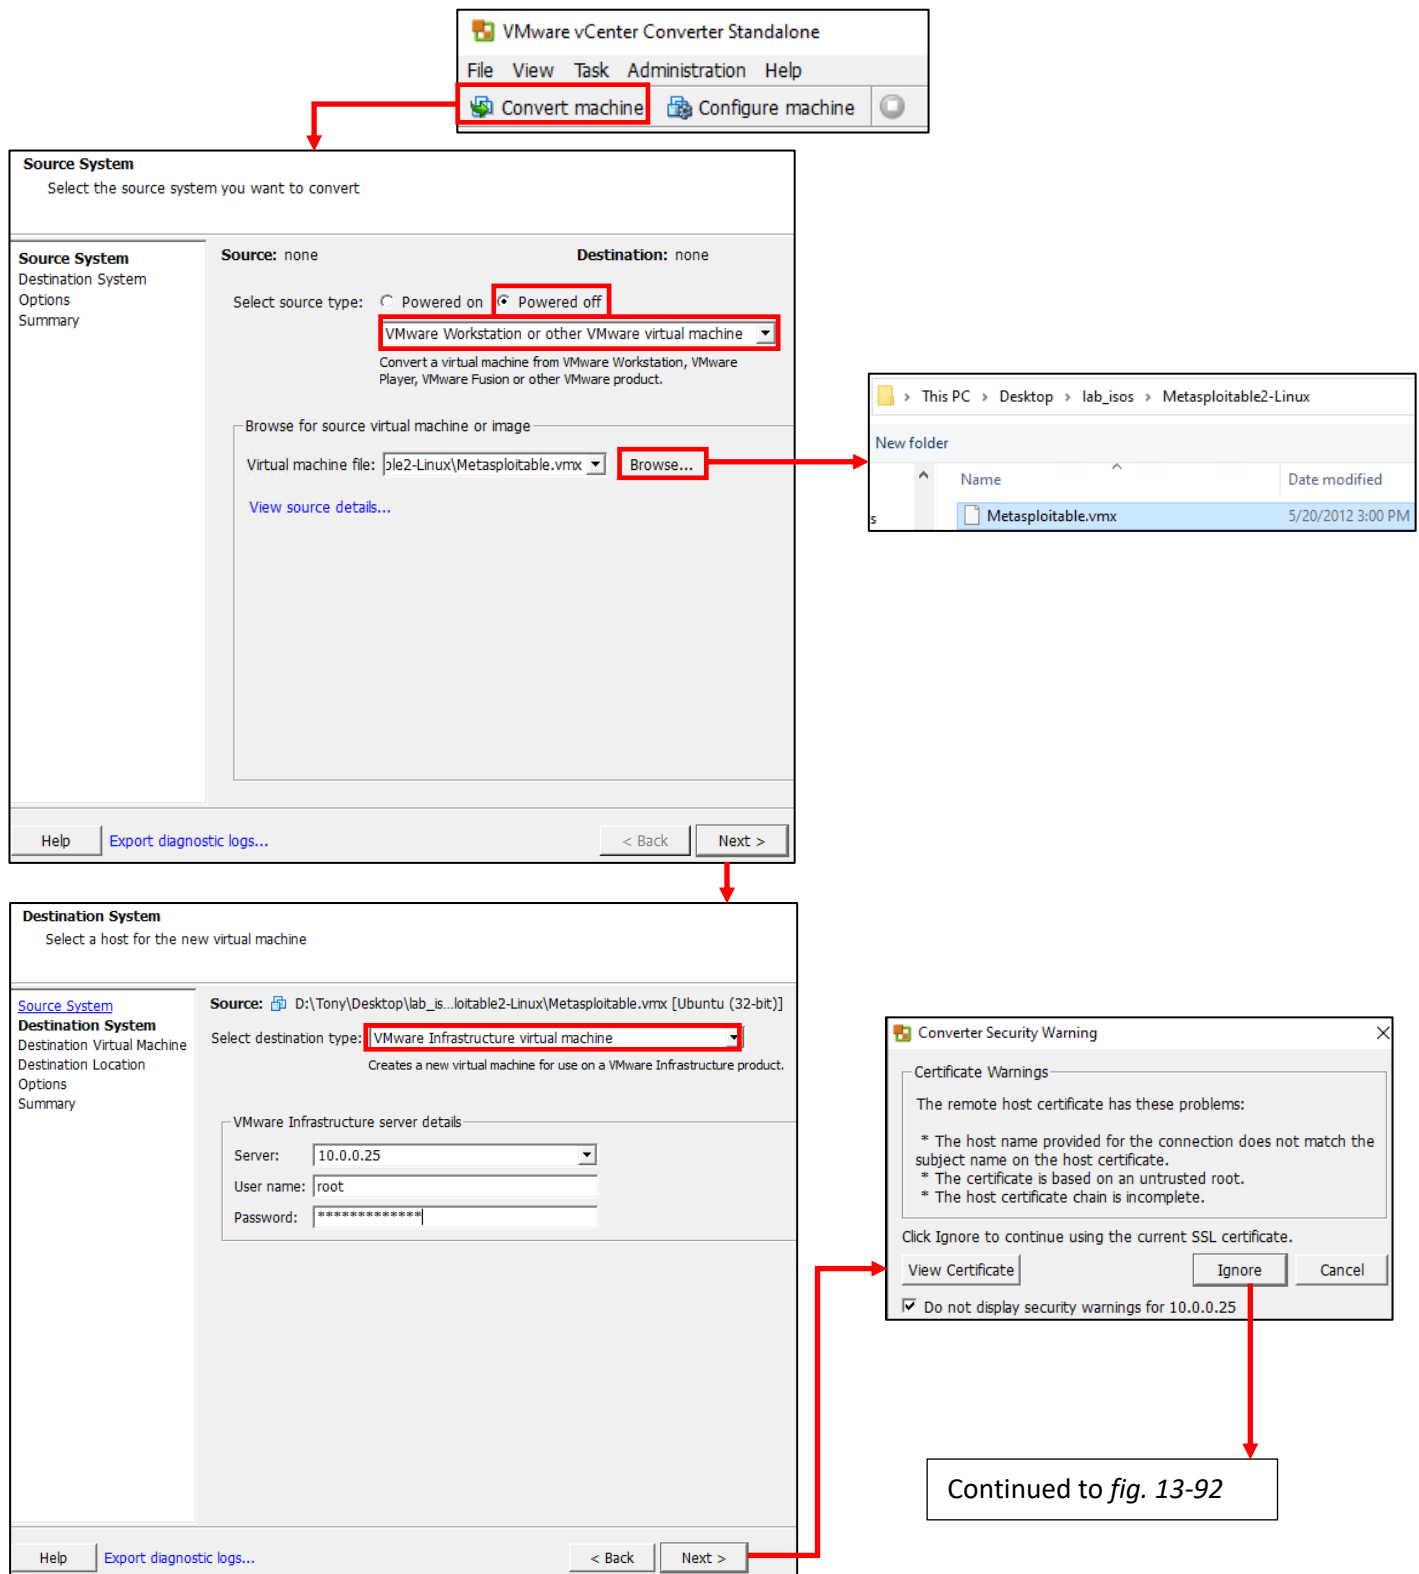 VMware vCenter Converter Standalone
File View Task Administration Help
Convert machine Configure machine
Source System
Select the source system you want to convert
Source System
Destination System
Options
Summary
Source: none Destination: none
Select source type: Powered on Powered off
VMware Workstation or other VMware virtual machine
Convert a virtual machine from VMware Workstation, VMware
Player, VMware Fusion or other VMware product.
Browse for source virtual machine or image
Virtual machine file: ple2-Linux\Metasploitable.vmx Browse...
View source details...
Help Export diagnostic logs... < Back Next >
> This PC > Desktop > lab_isos > Metasploitable2-Linux
New folder
Name Date modified
s Metasploitable.vmx 5/20/2012 3:00 PM
Destination System
Select a host for the new virtual machine
Source System
Destination System
Destination Virtual Machine
Destination Location
Options
Summary
Source: D:\Tony\Desktop\lab_is...loitable2-Linux\Metasploitable.vmx [Ubuntu (32-bit)]
Select destination type: VMware Infrastructure virtual machine
Creates a new virtual machine for use on a VMware Infrastructure product.
VMware Infrastructure server details
Server: 10.0.0.25
User name: root
Password: *************
Help Export diagnostic logs... < Back Next >
Converter Security Warning
Certificate Warnings
The remote host certificate has these problems:
* The host name provided for the connection does not match the
subject name on the host certificate.
* The certificate is based on an untrusted root.
* The host certificate chain is incomplete.
Click Ignore to continue using the current SSL certificate.
View Certificate Ignore Cancel
Do not display security warnings for 10.0.0.25
Continued to fig. 13-92